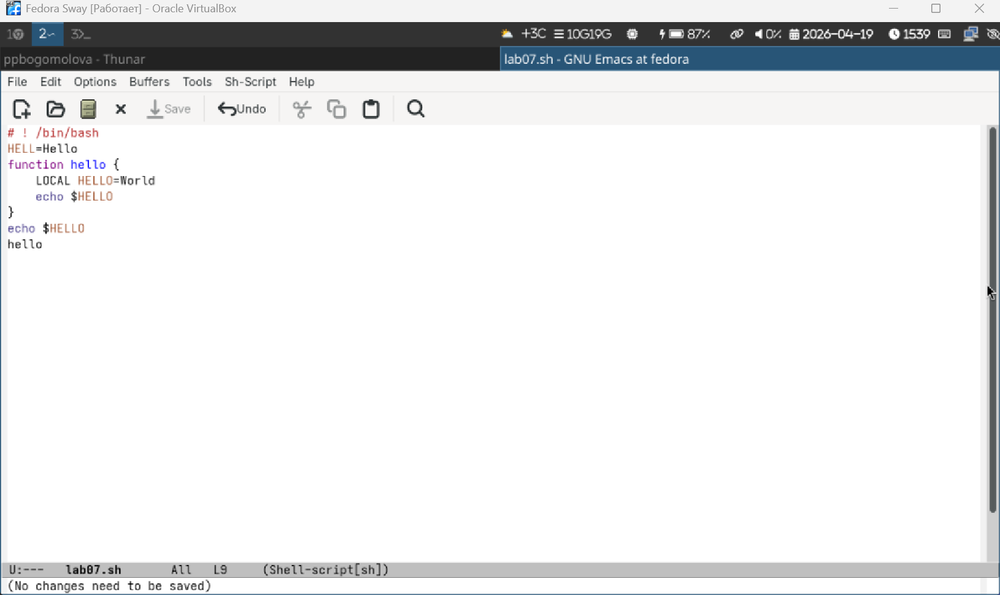 Fedora Sway [Работает] - Oracle VirtualBox
1 2 3 +3C 10G19G 87% 0% 2026-04-19 1539
ppbogomolova - Thunar lab07.sh - GNU Emacs at fedora
File Edit Options Buffers Tools Sh-Script Help
Save Undo
# ! /bin/bash
HELL=Hello
function hello {
    LOCAL HELLO=World
    echo $HELLO
}
echo $HELLO
hello
U:--- lab07.sh All L9 (Shell-script[sh])
(No changes need to be saved)